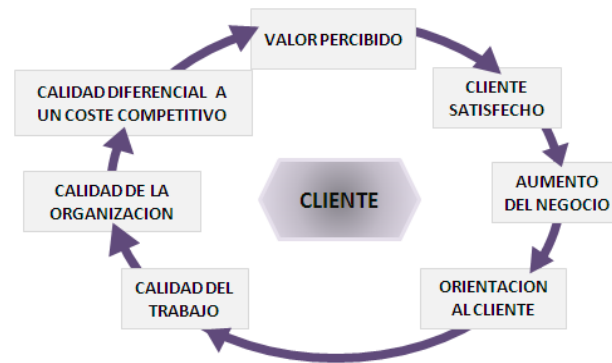 VALOR PERCIBIDO
CLIENTE
SATISFECHO
AUMENTO
DEL NEGOCIO
ORIENTACION
AL CLIENTE
CALIDAD DEL
TRABAJO
CALIDAD DE LA
ORGANIZACION
CALIDAD DIFERENCIAL A
UN COSTE COMPETITIVO
CLIENTE